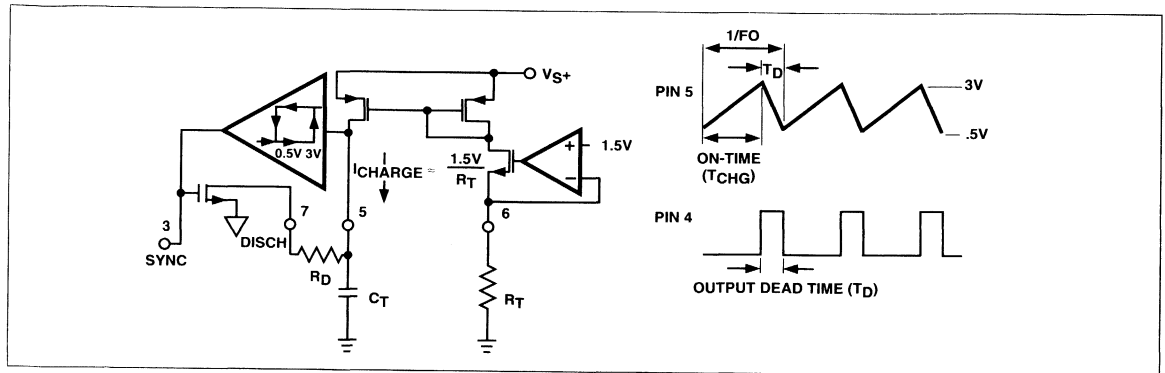 VS+
0.5V 3V
ICHARGE = 1.5V
RT
+ 1.5V
−
3
SYNC
7
DISCH
5
6
RD
CT
RT
1/FO
TD
PIN 5
3V
.5V
ON-TIME
(TCHG)
PIN 4
OUTPUT DEAD TIME (TD)